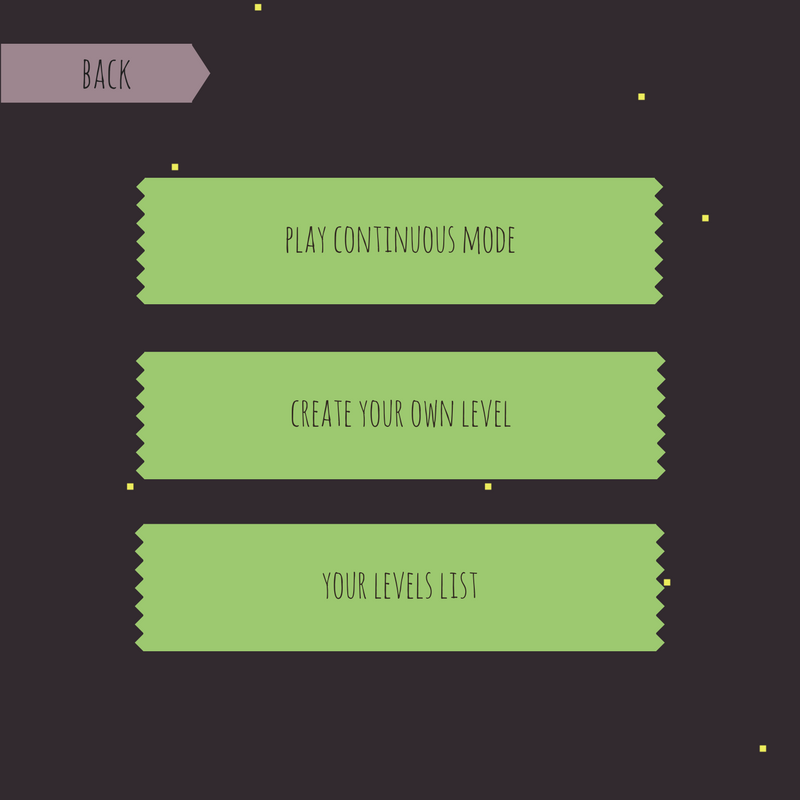 BACK
PLAY CONTINUOUS MODE
CREATE YOUR OWN LEVEL
YOUR LEVELS LIST